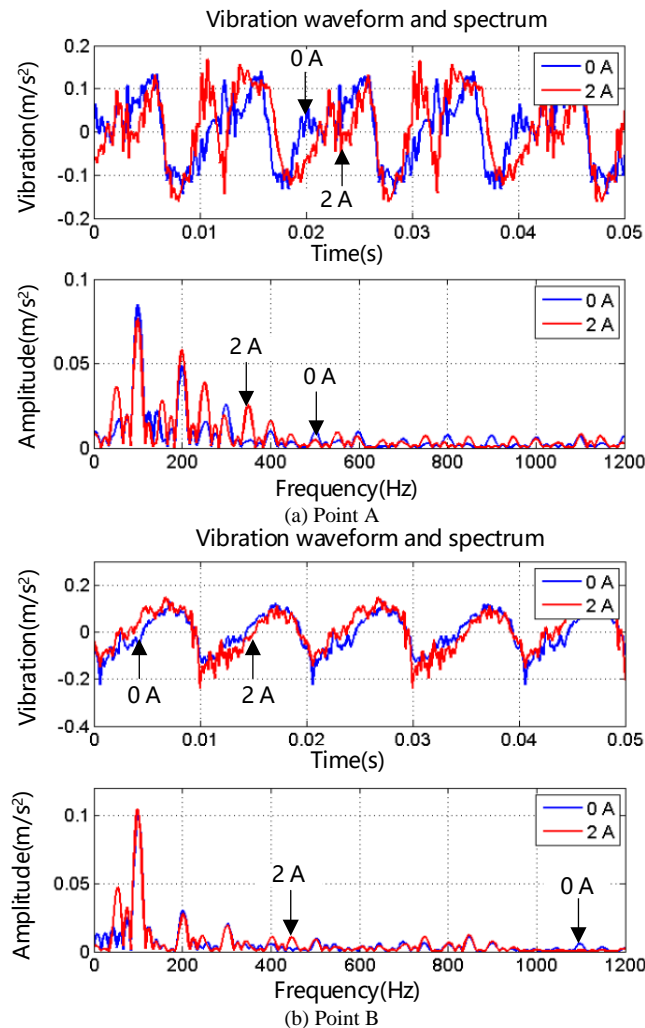 Vibration waveform and spectrum
Vibration(m/s²)
0.2
0.1
0
-0.1
0.2
0 A
2 A
0 A
2 A
0 0.01 0.02 0.03 0.04 0.05
Time(s)
Amplitude(m/s²)
0.1
0.05
0
2 A
0 A
0 A
2 A
0 200 400 600 800 1000 1200
Frequency(Hz)
(a) Point A
Vibration waveform and spectrum
Vibration(m/s²)
0.2
0
-0.2
-0.4
0 A
2 A
0 A
2 A
0 0.01 0.02 0.03 0.04 0.05
Time(s)
Amplitude(m/s²)
0.1
0.05
0
2 A
0 A
0 A
2 A
0 200 400 600 800 1000 1200
Frequency(Hz)
(b) Point B